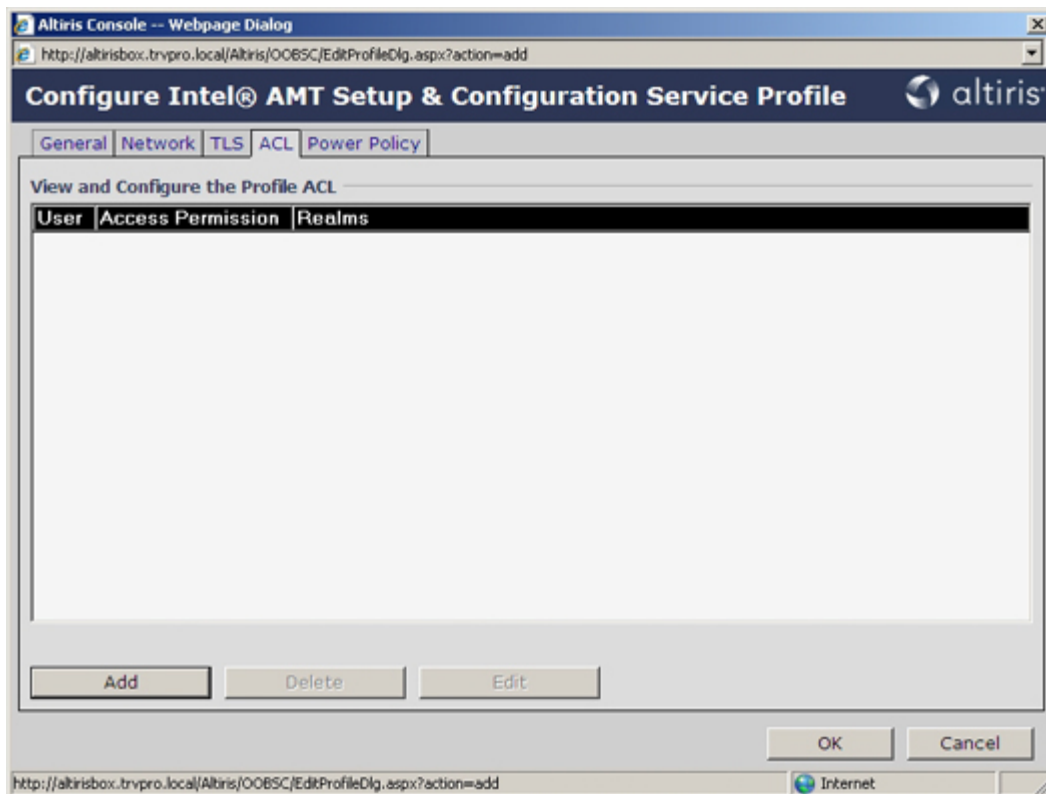 Altiris Console -- Webpage Dialog
http://altirisbox.trvpro.local/Altiris/OOBSC/EditProfileDlg.aspx?action=add
Configure Intel® AMT Setup & Configuration Service Profile altiris
General Network TLS ACL Power Policy
View and Configure the Profile ACL
User Access Permission Realms
Add Delete Edit
OK Cancel
http://altirisbox.trvpro.local/Altiris/OOBSC/EditProfileDlg.aspx?action=add Internet